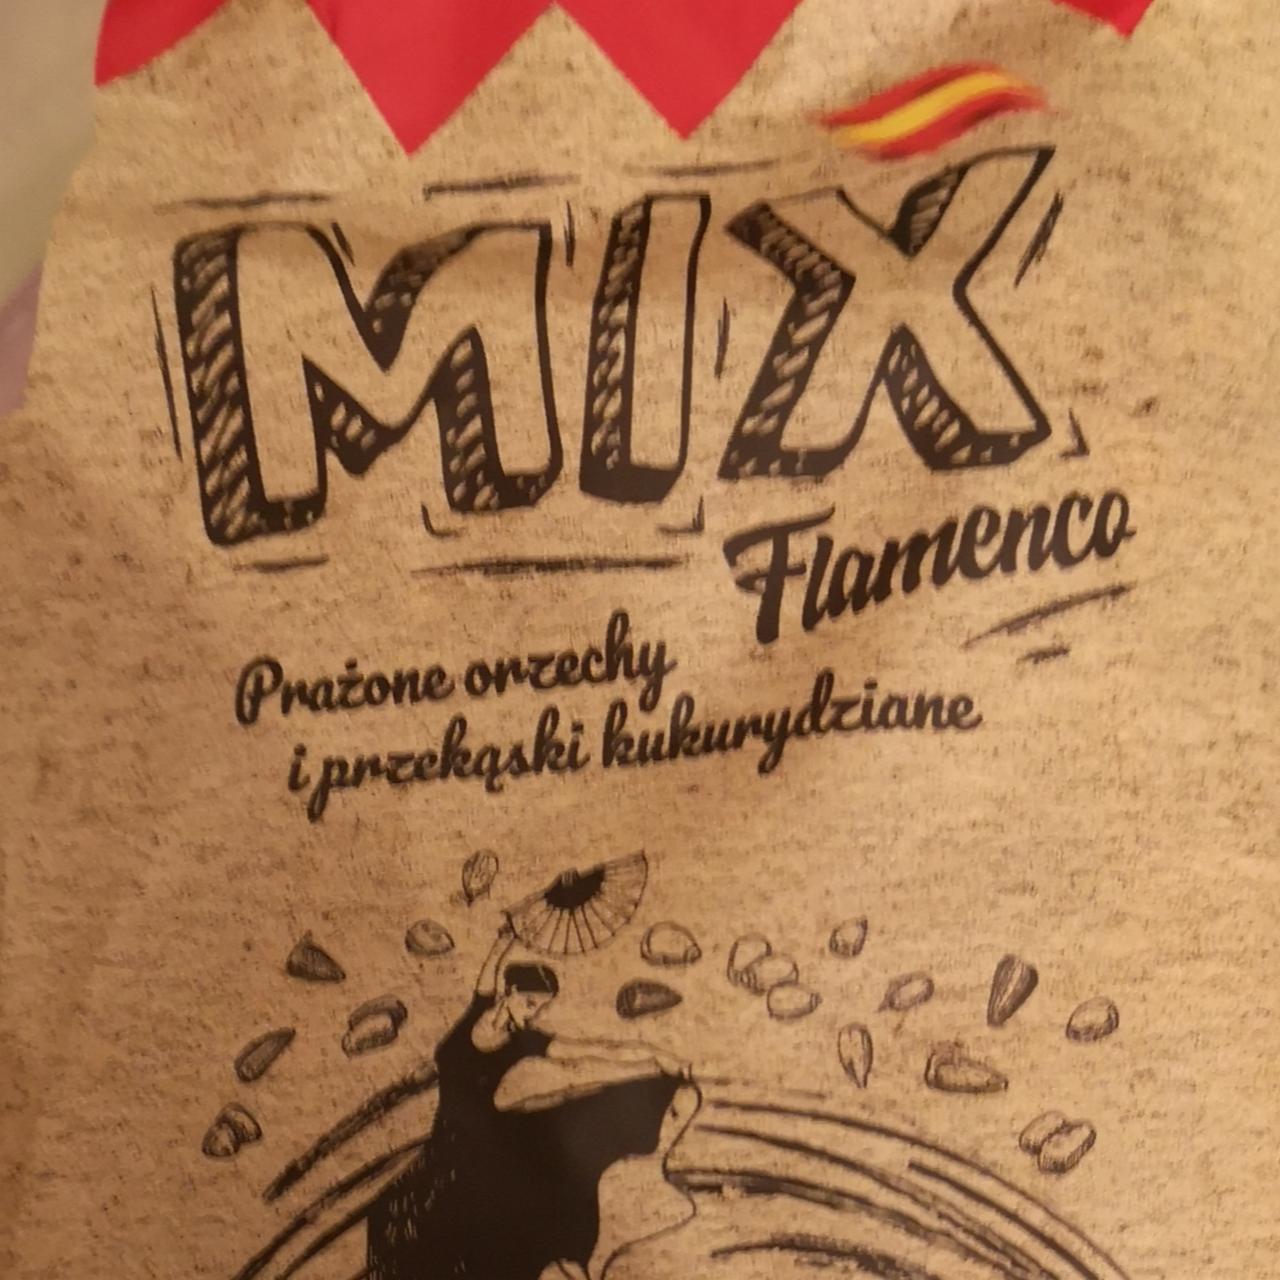 MIX
Flamenco
Prażone orzechy
i przekąski kukurydziane